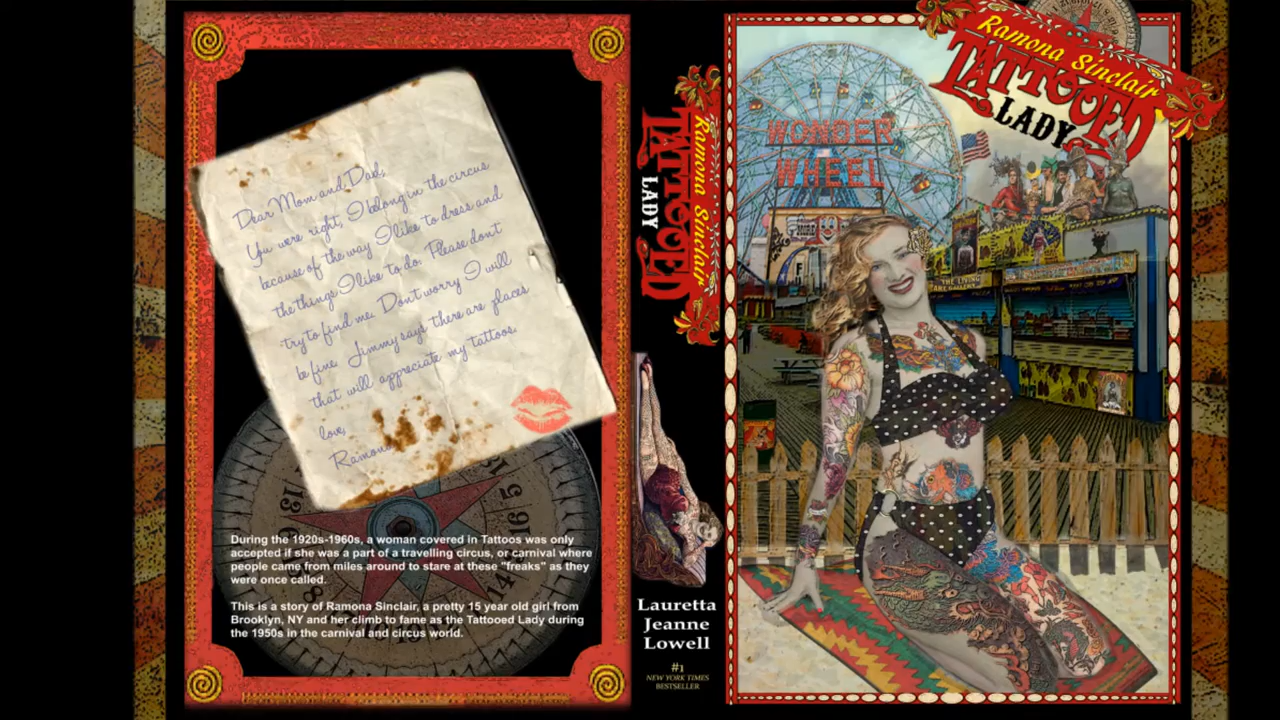 Dear Mom and Dad,
You were right, I belong in the circus
because of the way I like to dress and
the things I like to do. Please don't
try to find me. Don't worry I will
be fine. Jimmy says there are places
that will appreciate my tattoos.
love,
Ramona
During the 1920s-1960s, a woman covered in Tattoos was only
accepted if she was a part of a travelling circus, or carnival where
people came from miles around to stare at these "freaks" as they
were once called.
This is a story of Ramona Sinclair, a pretty 15 year old girl from
Brooklyn, NY and her climb to fame as the Tattooed Lady during
the 1950s in the carnival and circus world.
13
5
16
Ramona Sinclair
TATTOOED
LADY
Lauretta
Jeanne
Lowell
#1
NEW YORK TIMES
BESTSELLER
Ramona Sinclair
TATTOOED
LADY
WONDER
WHEEL
THE LIVING